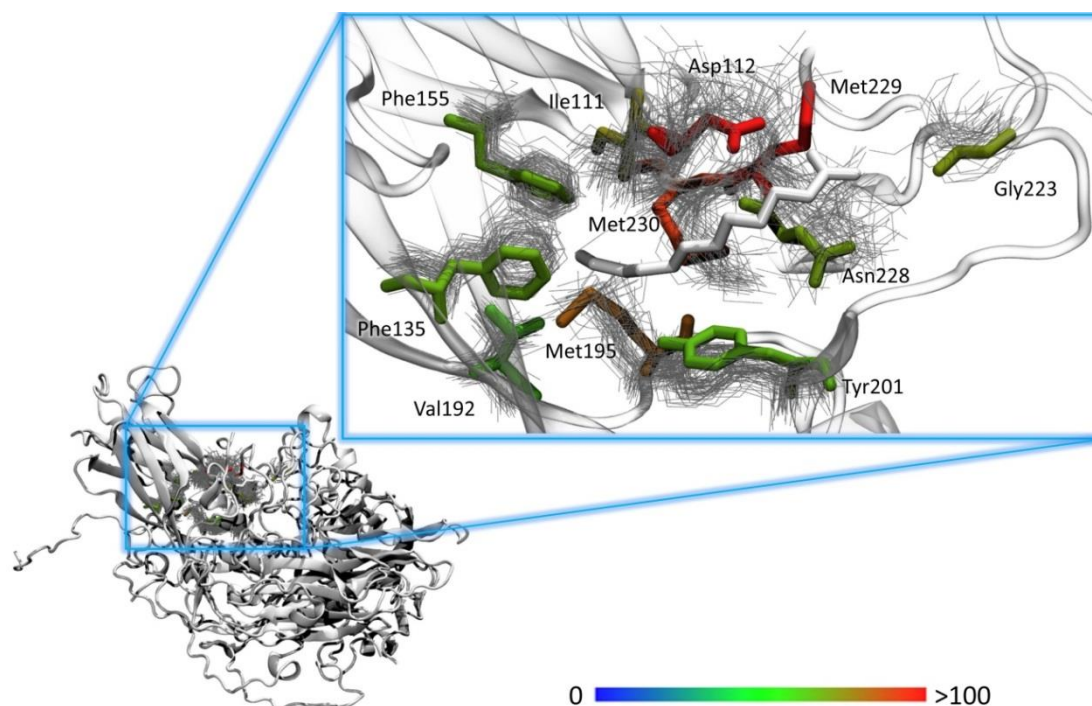 Asp112
Met229
Phe155
Ile111
Gly223
Met230
Asn228
Phe135
Met195
Tyr201
Val192
0
>100